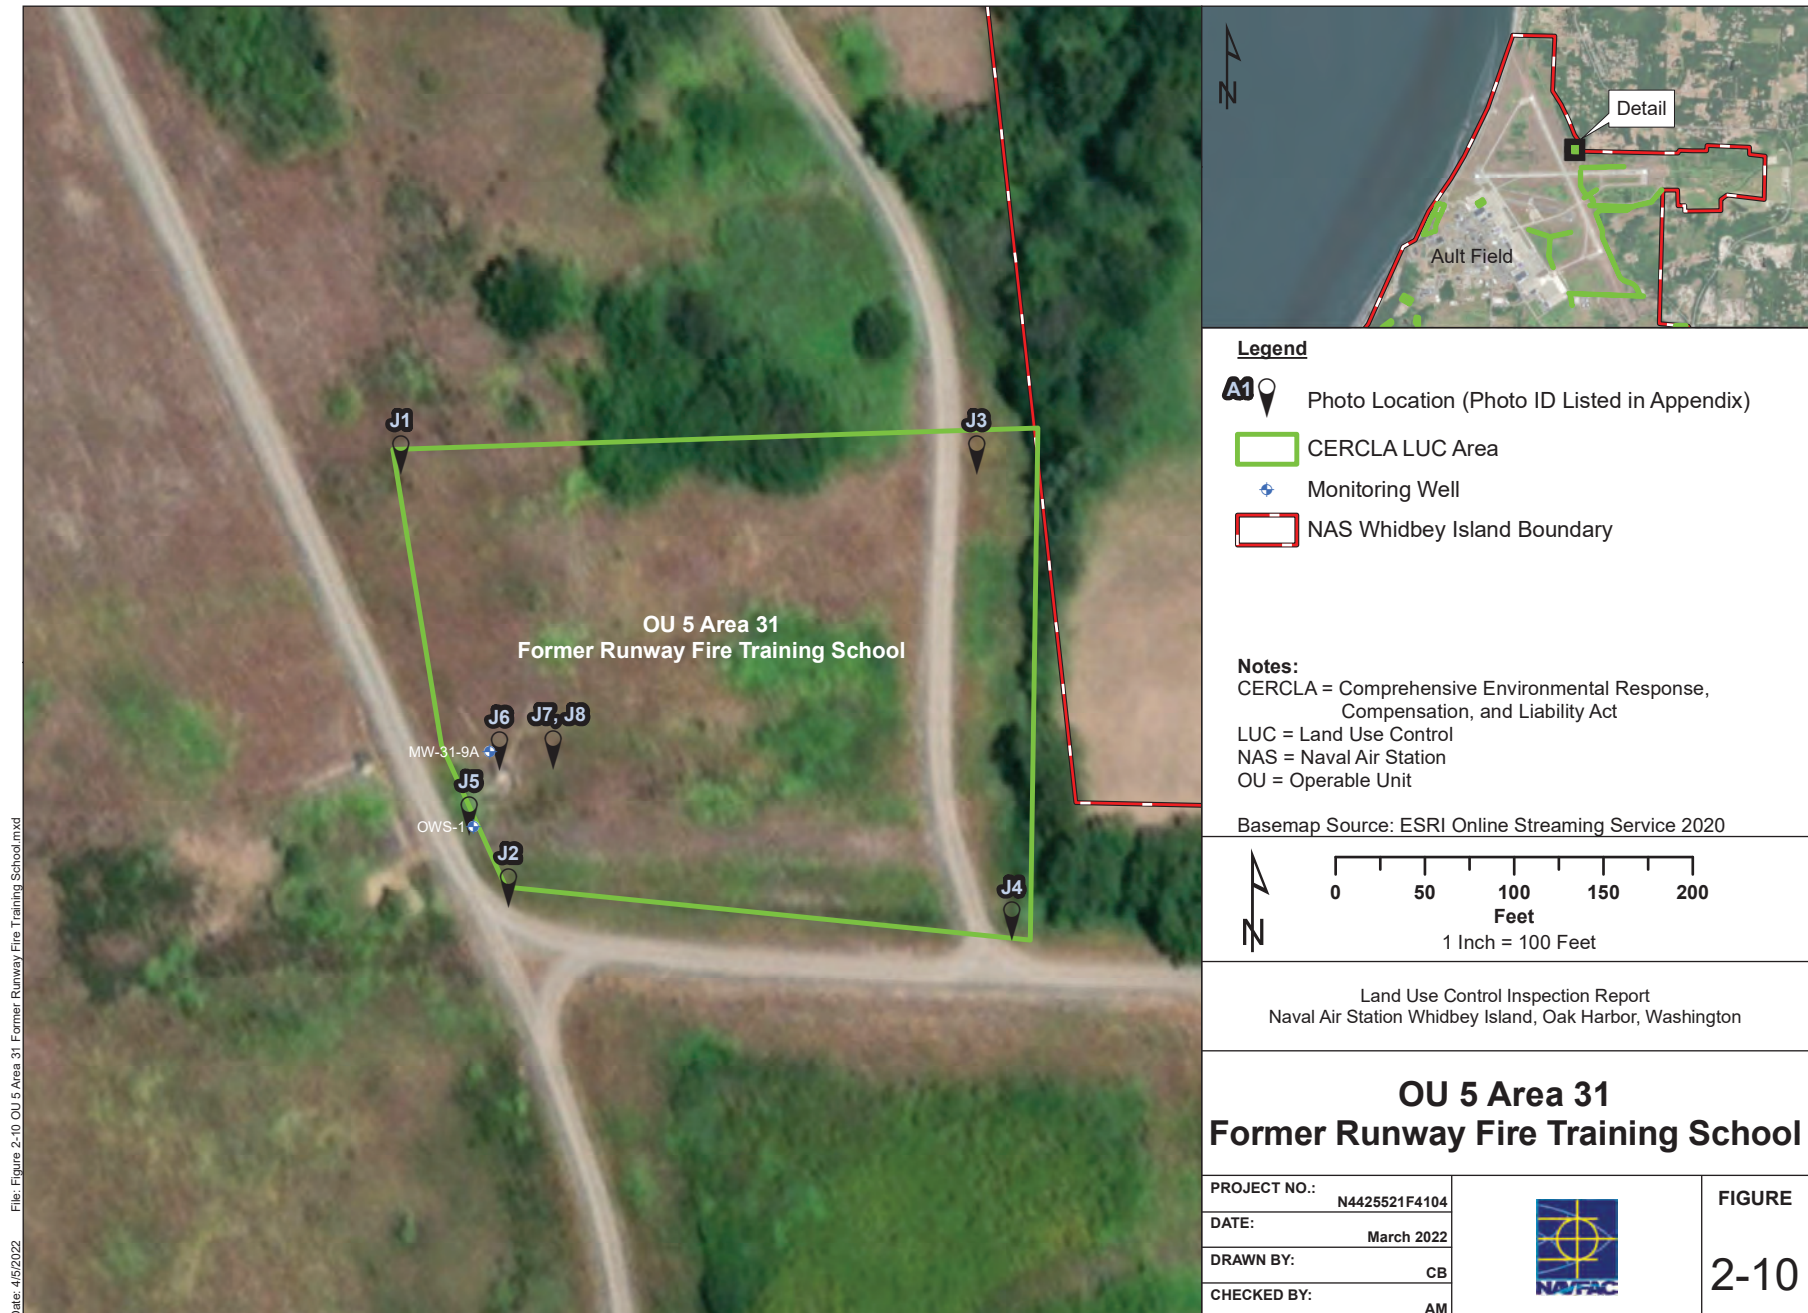 J1
J3
OU 5 Area 31
Former Runway Fire Training School
J6
J7, J8
MW-31-9A
J5
OWS-1
J2
J4
Date: 4/5/2022 File: Figure 2-10 OU 5 Area 31 Former Runway Fire Training School.mxd
N
Detail
Ault Field
Legend
A1 Photo Location (Photo ID Listed in Appendix)
CERCLA LUC Area
Monitoring Well
NAS Whidbey Island Boundary
Notes:
CERCLA = Comprehensive Environmental Response,
Compensation, and Liability Act
LUC = Land Use Control
NAS = Naval Air Station
OU = Operable Unit
Basemap Source: ESRI Online Streaming Service 2020
N
0 50 100 150 200
Feet
1 Inch = 100 Feet
Land Use Control Inspection Report
Naval Air Station Whidbey Island, Oak Harbor, Washington
OU 5 Area 31
Former Runway Fire Training School
PROJECT NO.:
N4425521F4104
DATE:
March 2022
DRAWN BY:
CB
CHECKED BY:
AM
NAVFAC
FIGURE
2-10